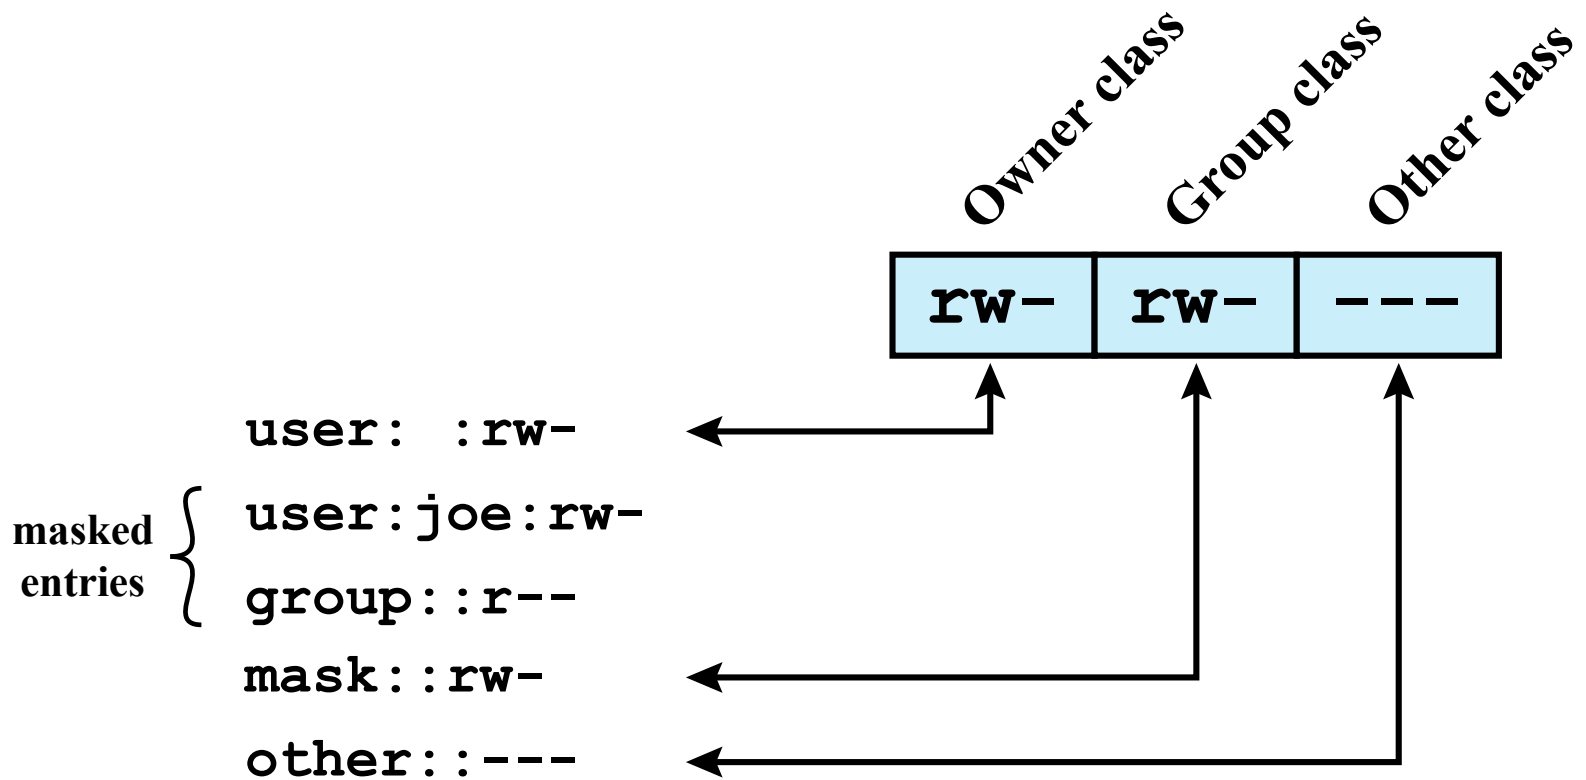 Owner class
Group class
Other class
rw- rw- ---
user: :rw-
masked
entries
user:joe:rw-
group::r--
mask::rw-
other::---